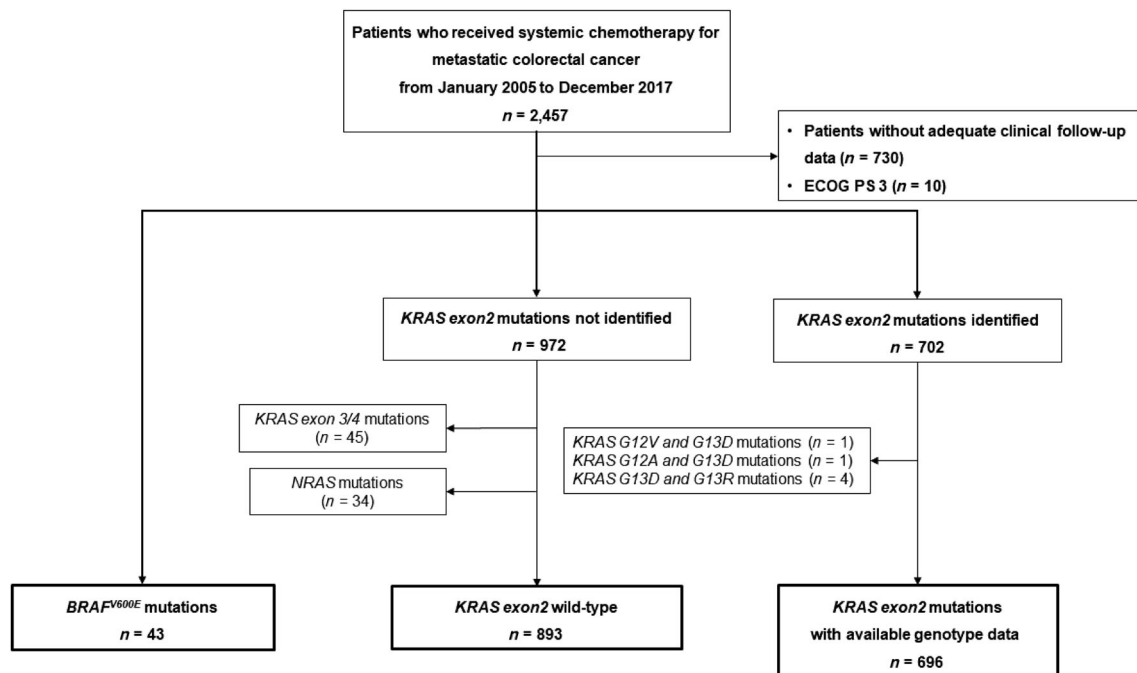 Patients who received systemic chemotherapy for
metastatic colorectal cancer
from January 2005 to December 2017
n = 2,457
• Patients without adequate clinical follow-up
data (n = 730)
• ECOG PS 3 (n = 10)
KRAS exon2 mutations not identified
n = 972
KRAS exon2 mutations identified
n = 702
KRAS exon 3/4 mutations
(n = 45)
NRAS mutations
(n = 34)
KRAS G12V and G13D mutations (n = 1)
KRAS G12A and G13D mutations (n = 1)
KRAS G13D and G13R mutations (n = 4)
BRAFV600E mutations
n = 43
KRAS exon2 wild-type
n = 893
KRAS exon2 mutations
with available genotype data
n = 696